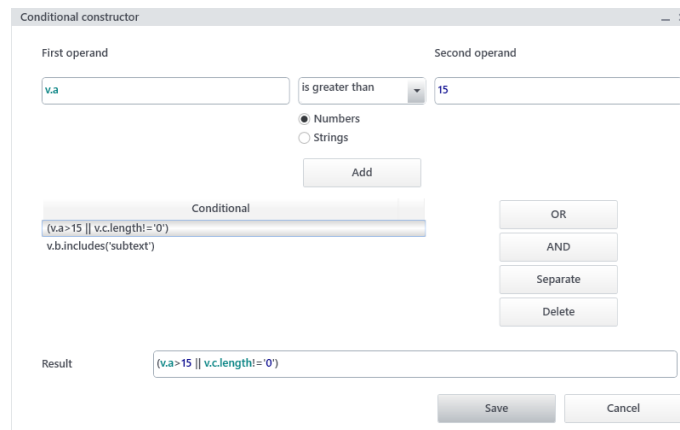 Conditional constructor
First operand
Second operand
v.a
is greater than
15
Numbers
Strings
Add
Conditional
(v.a>15 || v.c.length!='0')
v.b.includes('subtext')
OR
AND
Separate
Delete
Result
(v.a>15 || v.c.length!='0')
Save
Cancel